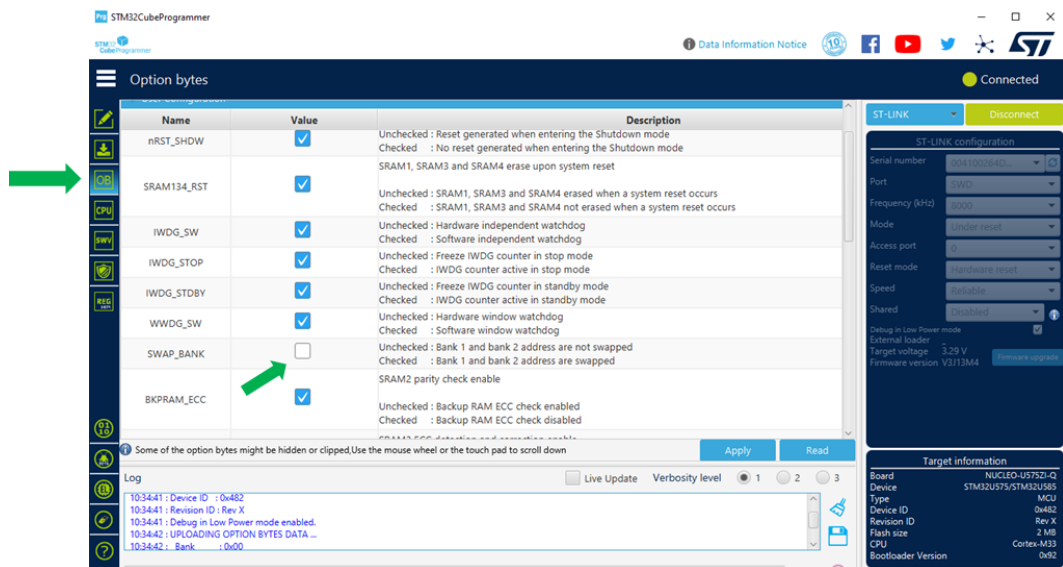 Prg STM32CubeProgrammer
STM32
CubeProgrammer
Data Information Notice
Option bytes
Connected
Name Value Description
nRST_SHDW
Unchecked : Reset generated when entering the Shutdown mode
Checked : No reset generated when entering the Shutdown mode
SRAM134_RST
SRAM1, SRAM3 and SRAM4 erase upon system reset
Unchecked : SRAM1, SRAM3 and SRAM4 erased when a system reset occurs
Checked : SRAM1, SRAM3 and SRAM4 not erased when a system reset occurs
IWDG_SW
Unchecked : Hardware independent watchdog
Checked : Software independent watchdog
IWDG_STOP
Unchecked : Freeze IWDG counter in stop mode
Checked : IWDG counter active in stop mode
IWDG_STDBY
Unchecked : Freeze IWDG counter in standby mode
Checked : IWDG counter active in standby mode
WWDG_SW
Unchecked : Hardware window watchdog
Checked : Software window watchdog
SWAP_BANK
Unchecked : Bank 1 and bank 2 address are not swapped
Checked : Bank 1 and bank 2 address are swapped
BKPRAM_ECC
SRAM2 parity check enable
Unchecked : Backup RAM ECC check enabled
Checked : Backup RAM ECC check disabled
Some of the option bytes might be hidden or clipped,Use the mouse wheel or the touch pad to scroll down
Apply Read
Log Live Update Verbosity level 1 2 3
10:34:41 : Device ID : 0x482
10:34:41 : Revision ID : Rev X
10:34:41 : Debug in Low Power mode enabled.
10:34:42 : UPLOADING OPTION BYTES DATA ...
10:34:42 : Bank : 0x00
OB
CPU
SWV
REG
ST-LINK Disconnect
ST-LINK configuration
Serial number 004100264D...
Port SWD
Frequency (kHz) 8000
Mode Under reset
Access port 0
Reset mode Hardware reset
Speed Reliable
Shared Disabled
Debug in Low Power mode
External loader _
Target voltage 3.29 V
Firmware version V3J13M4
Firmware upgrade
Target information
Board NUCLEO-U575ZI-Q
Device STM32U575/STM32U585
Type MCU
Device ID 0x482
Revision ID Rev X
Flash size 2 MB
CPU Cortex-M33
Bootloader Version 0x92